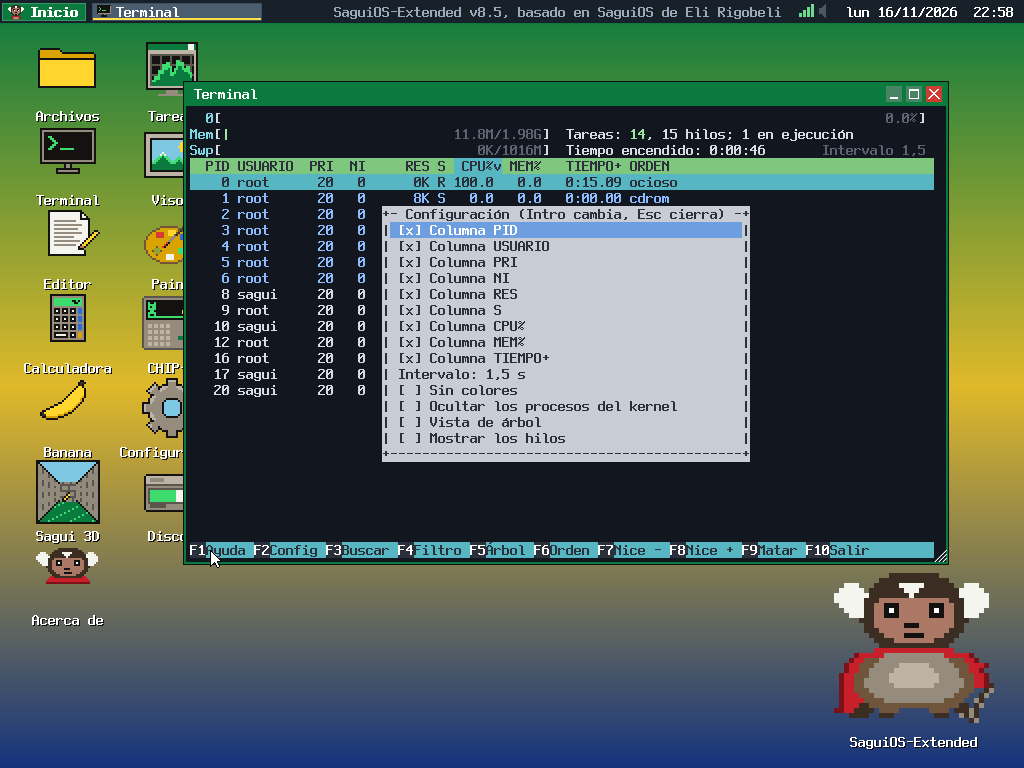 Inicio
Terminal
SaguiOS-Extended v8.5, basado en SaguiOS de Eli Rigobeli
lun 16/11/2026 22:58
Archivos
Terminal
Editor
Calculadora
Banana
Sagui 3D
Acerca de
Tarea
Viso
Pain
CHIP-
Configur
Disc
Terminal
0[ 0.0%]
Mem[| 11.8M/1.98G] Tareas: 14, 15 hilos; 1 en ejecución
Swp[ 0K/1016M] Tiempo encendido: 0:00:46 Intervalo 1,5
PID USUARIO PRI NI RES S CPU%v MEM% TIEMPO+ ORDEN
0 root 20 0 0K R 100.0 0.0 0:15.09 ocioso
1 root 20 0 8K S 0.0 0.0 0:00.00 cdrom
2 root 20 0
3 root 20 0
4 root 20 0
5 root 20 0
6 root 20 0
8 sagui 20 0
9 root 20 0
10 sagui 20 0
12 root 20 0
16 root 20 0
17 sagui 20 0
20 sagui 20 0
+- Configuración (Intro cambia, Esc cierra) -+
| [x] Columna PID |
| [x] Columna USUARIO |
| [x] Columna PRI |
| [x] Columna NI |
| [x] Columna RES |
| [x] Columna S |
| [x] Columna CPU% |
| [x] Columna MEM% |
| [x] Columna TIEMPO+ |
| Intervalo: 1,5 s |
| [ ] Sin colores |
| [ ] Ocultar los procesos del kernel |
| [ ] Vista de árbol |
| [ ] Mostrar los hilos |
+--------------------------------------------+
F1Ayuda F2Config F3Buscar F4Filtro F5Árbol F6Orden F7Nice - F8Nice + F9Matar F10Salir
SaguiOS-Extended